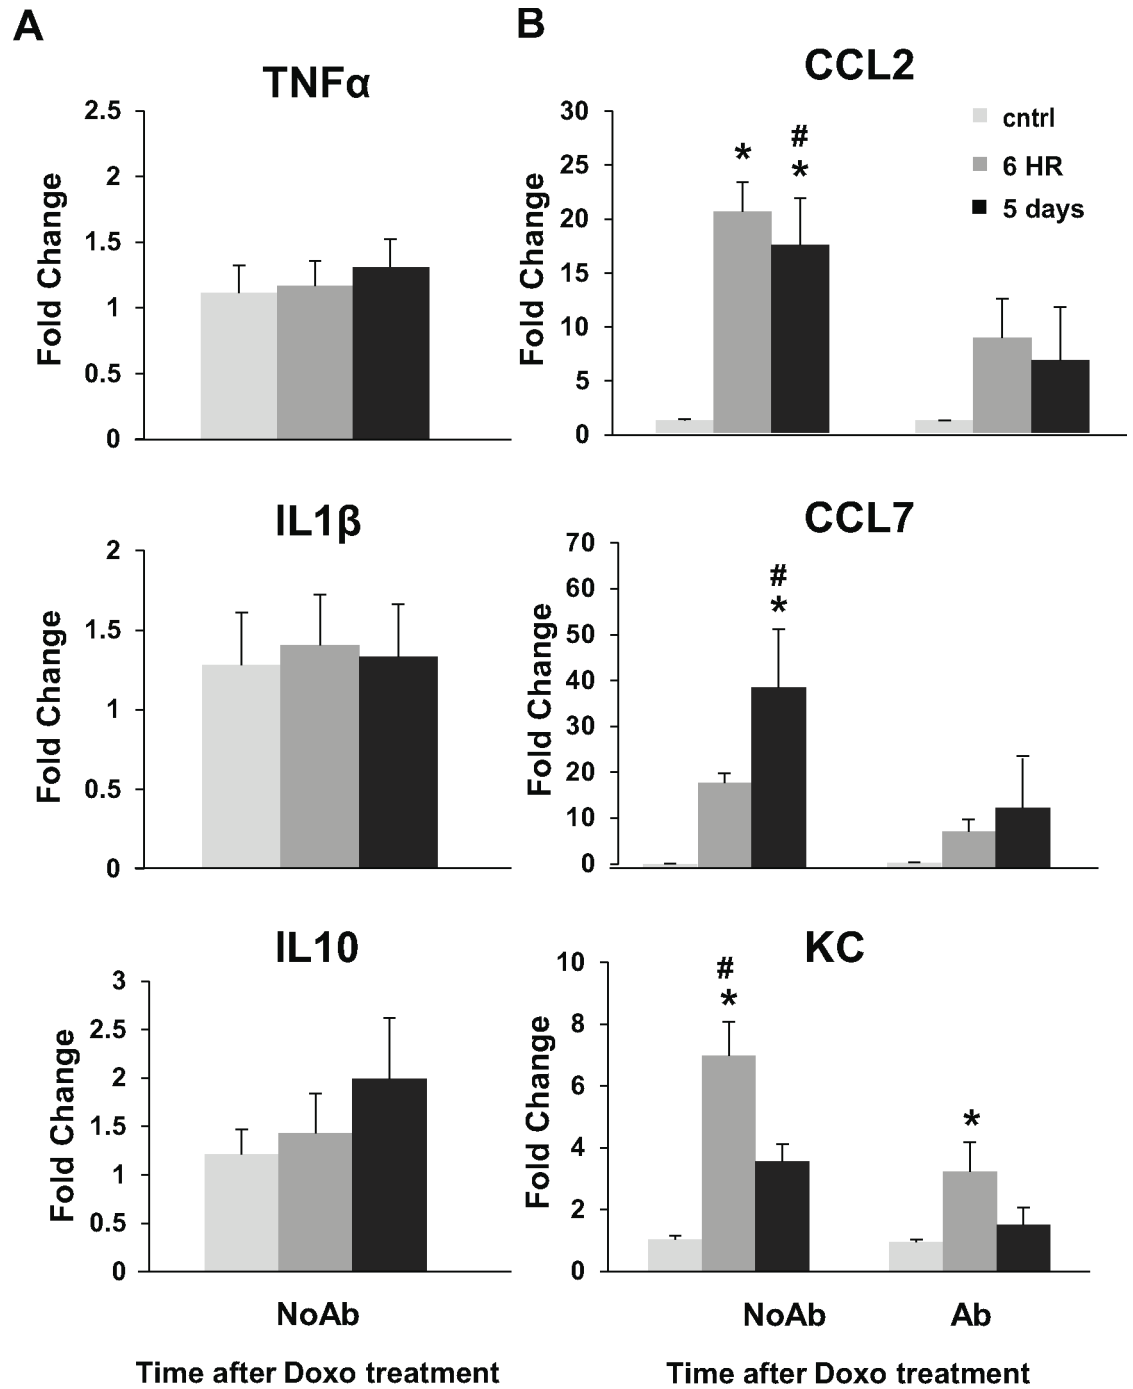 A
TNFα
Fold Change
2.5
2
1.5
1
0.5
0
IL1β
Fold Change
2
1.5
1
0.5
0
IL10
Fold Change
3
2.5
2
1.5
1
0.5
0
NoAb
Time after Doxo treatment
B
CCL2
cntrl
6 HR
5 days
Fold Change
30
25
20
15
10
5
0
*
#
*
CCL7
Fold Change
70
60
50
40
30
20
10
0
#
*
KC
Fold Change
10
8
6
4
2
0
#
*
*
NoAb Ab
Time after Doxo treatment